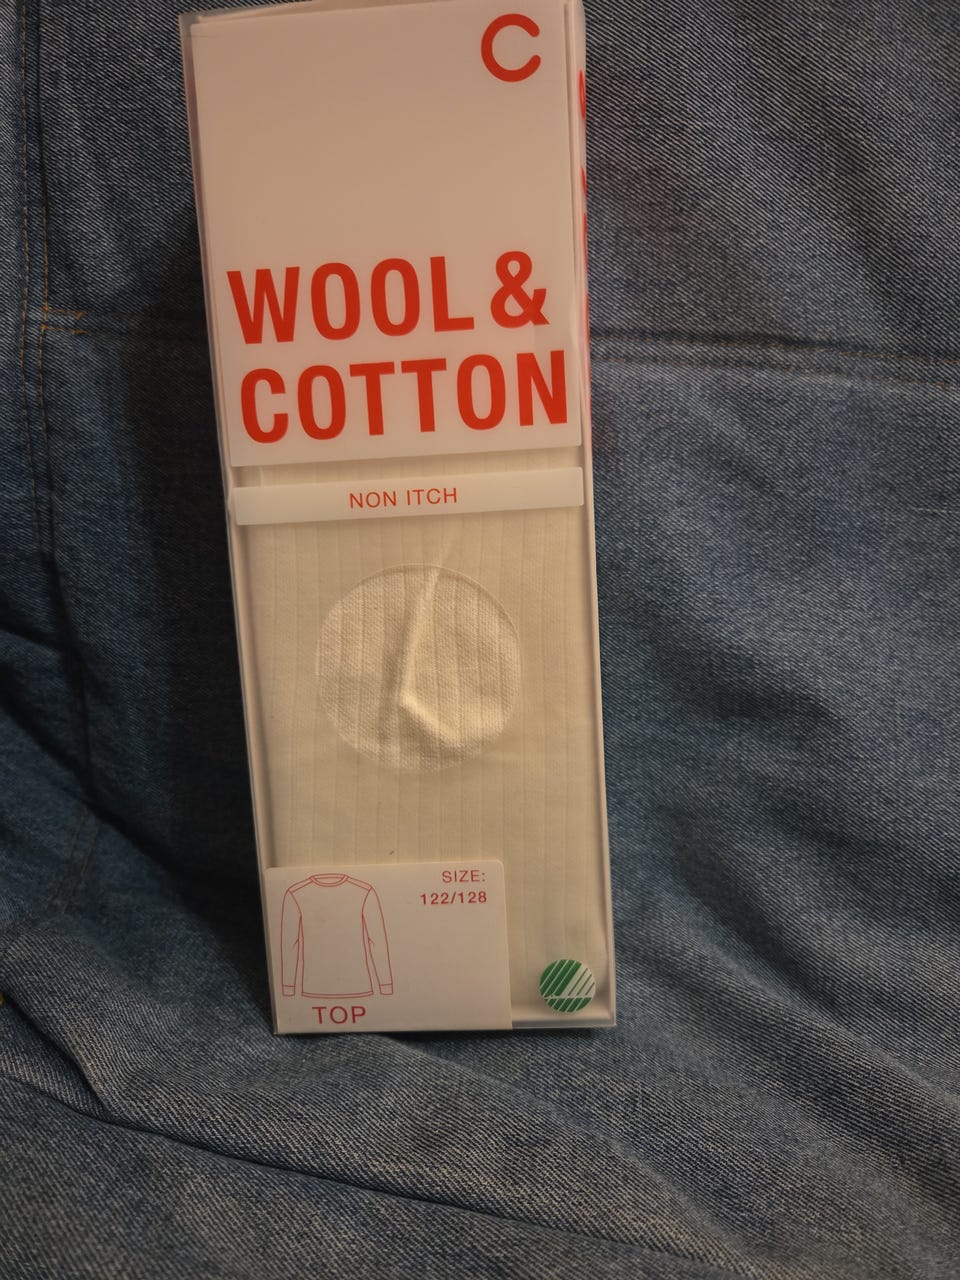 C
WOOL &
COTTON
NON ITCH
SIZE:
122/128
TOP